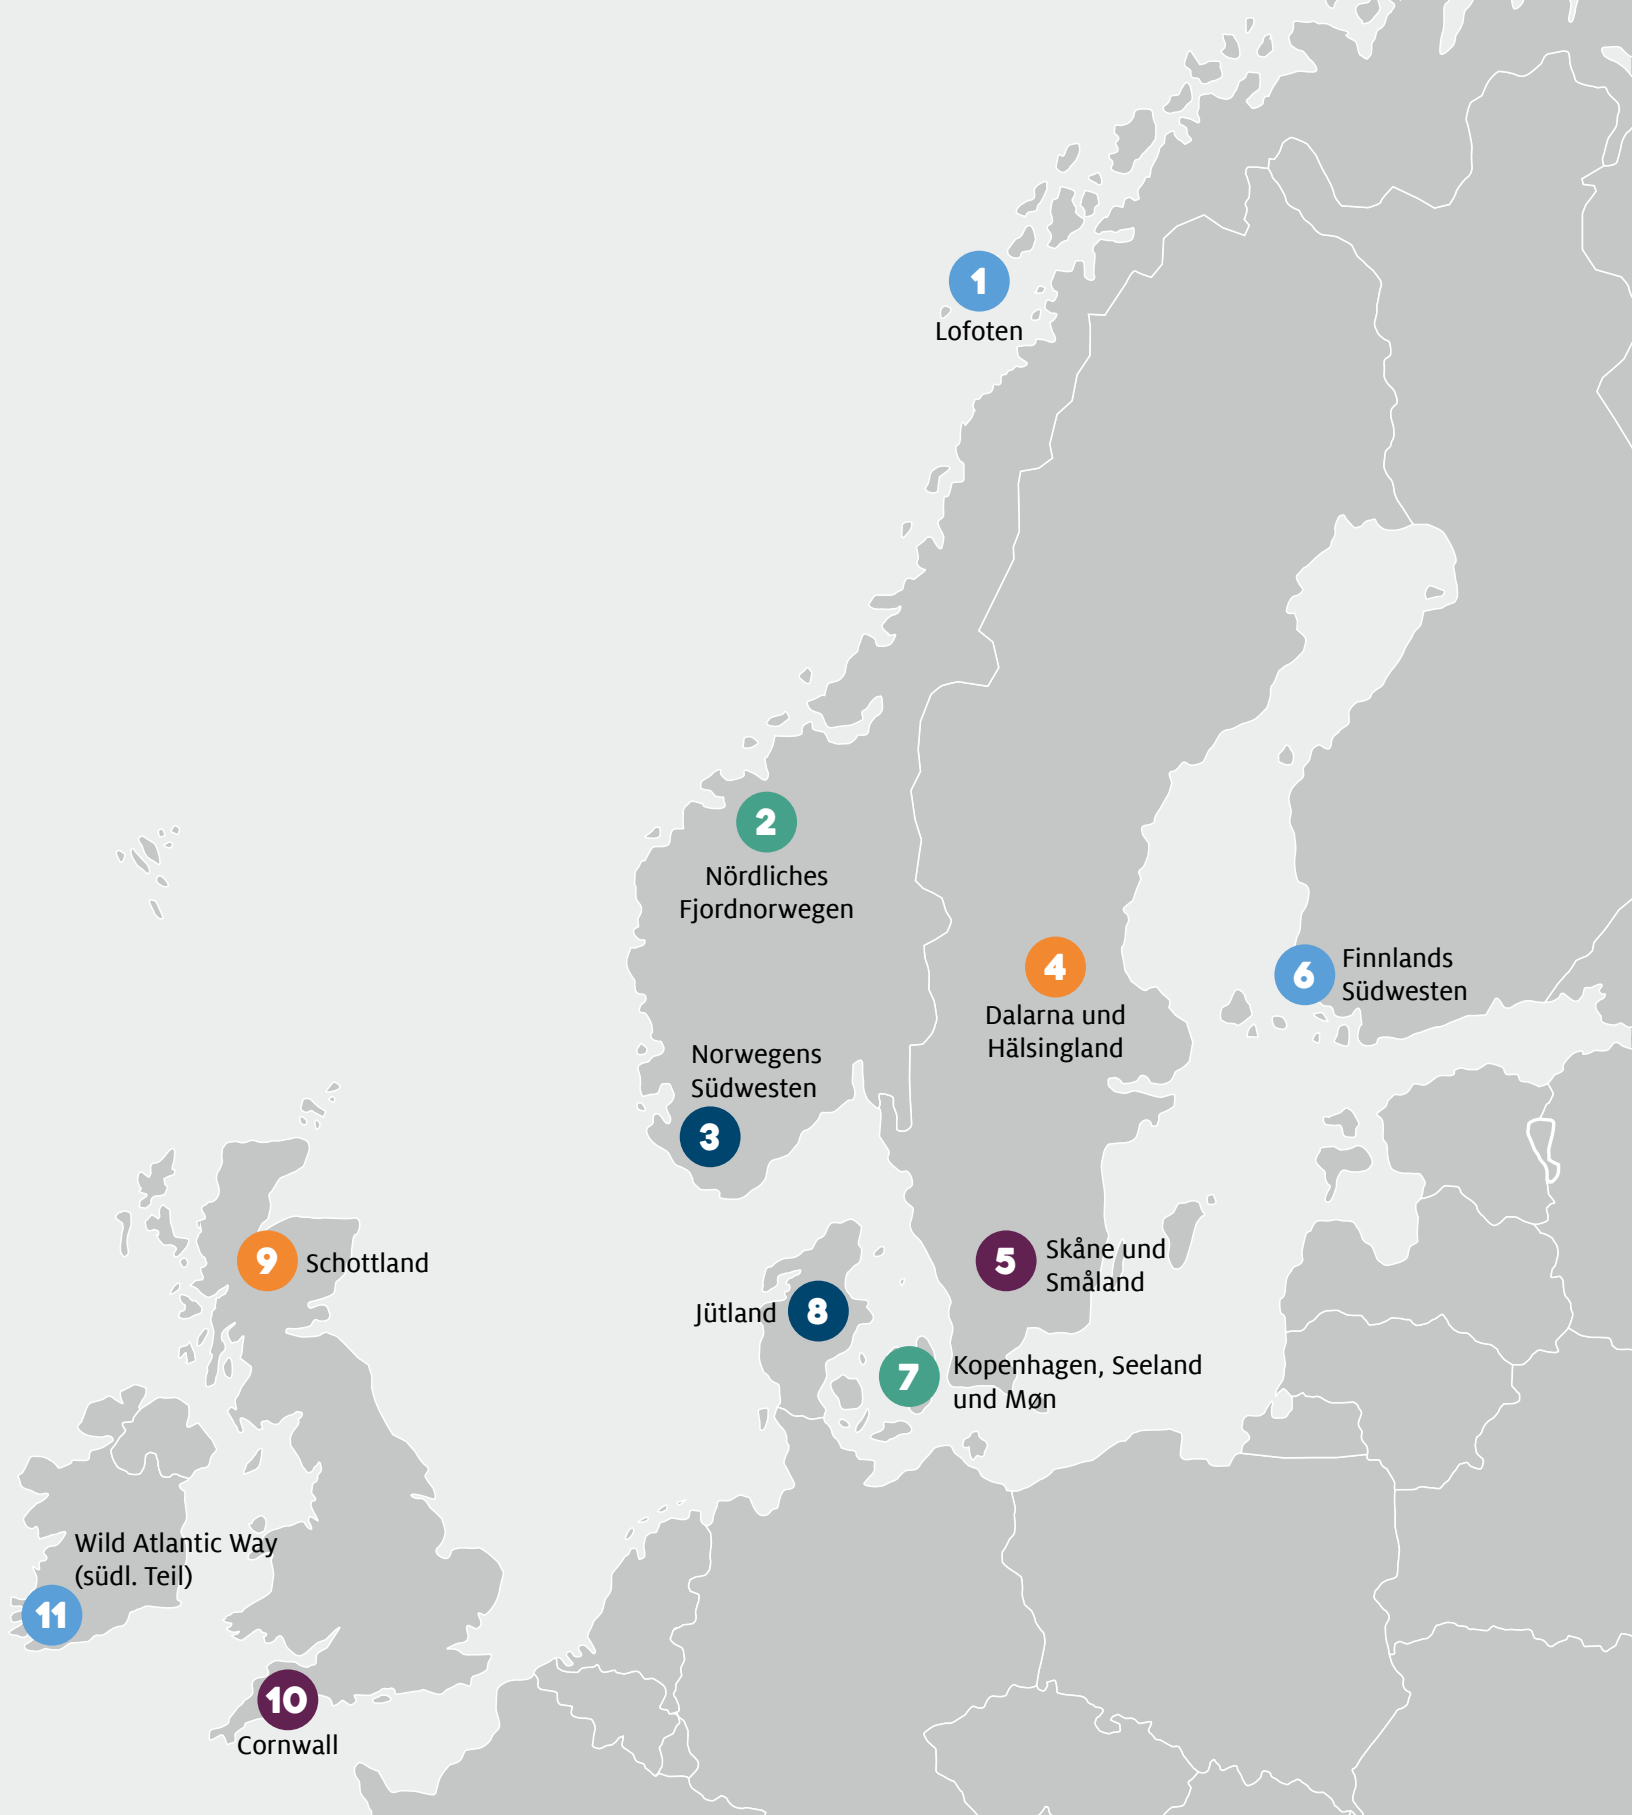 1
Lofoten
2
Nördliches
Fjordnorwegen
Norwegens
Südwesten
3
4
Dalarna und
Hälsingland
6
Finnlands
Südwesten
9
Schottland
5
Skåne und
Småland
Jütland
8
7
Kopenhagen, Seeland
und Møn
Wild Atlantic Way
(südl. Teil)
11
10
Cornwall